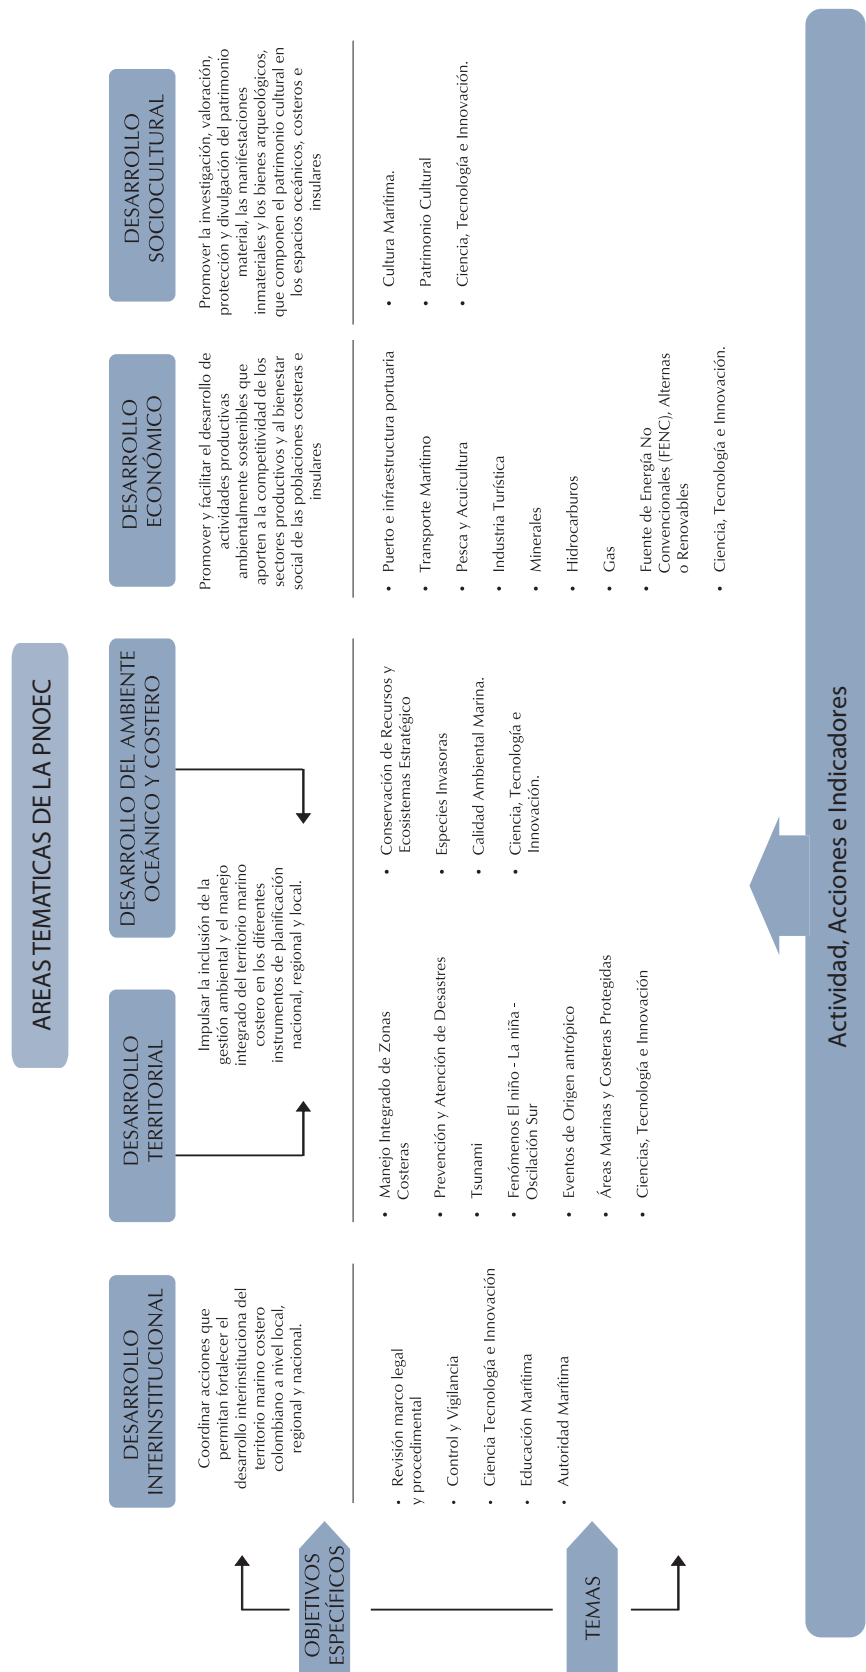 AREAS TEMATICAS DE LA PNOEC
DESARROLLO
INTERINSTITUCIONAL
DESARROLLO
TERRITORIAL
DESARROLLO DEL AMBIENTE
OCEÁNICO Y COSTERO
DESARROLLO
ECONÓMICO
DESARROLLO
SOCIOCULTURAL
OBJETIVOS
ESPECÍFICOS
Coordinar acciones que
permitan fortalecer el
desarrollo interinstituciona del
territorio marino costero
colombiano a nivel local,
regional y nacional.
Impulsar la inclusión de la
gestión ambiental y el manejo
integrado del territorio marino
costero en los diferentes
instrumentos de planificación
nacional, regional y local.
Promover y facilitar el desarrollo de
actividades productivas
ambientalmente sostenibles que
aporten a la competitividad de los
sectores productivos y al bienestar
social de las poblaciones costeras e
insulares
Promover la investigación, valoración,
protección y divulgación del patrimonio
material, las manifestaciones
inmateriales y los bienes arqueológicos,
que componen el patrimonio cultural en
los espacios oceánicos, costeros e
insulares
TEMAS
• Revisión marco legal
y procedimental
• Control y Vigilancia
• Ciencia Tecnología e Innovación
• Educación Marítima
• Autoridad Marítima
• Manejo Integrado de Zonas
Costeras
• Prevención y Atención de Desastres
• Tsunami
• Fenómenos El niño - La niña -
Oscilación Sur
• Eventos de Origen antrópico
• Áreas Marinas y Costeras Protegidas
• Ciencias, Tecnología e Innovación
• Conservación de Recursos y
Ecosistemas Estratégico
• Especies Invasoras
• Calidad Ambiental Marina.
• Ciencia, Tecnología e
Innovación.
• Puerto e infraestructura portuaria
• Transporte Marítimo
• Pesca y Acuicultura
• Industria Turística
• Minerales
• Hidrocarburos
• Gas
• Fuente de Energía No
Convencionales (FENC), Alternas
o Renovables
• Ciencia, Tecnología e Innovación.
• Cultura Marítima.
• Patrimonio Cultural
• Ciencia, Tecnología e Innovación.
Actividad, Acciones e Indicadores